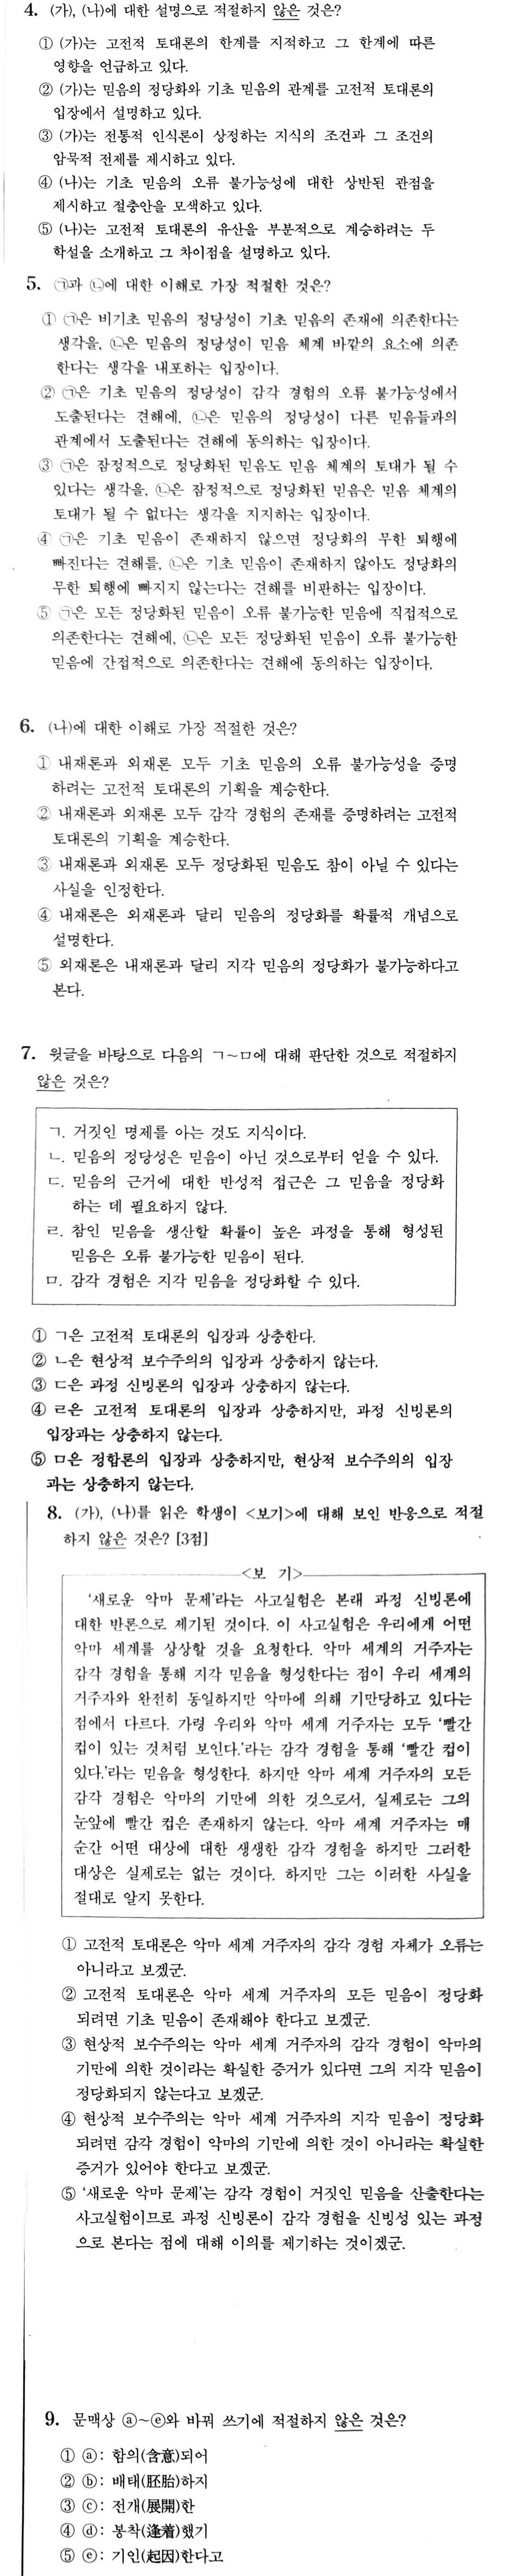 4. (가), (나)에 대한 설명으로 적절하지 않은 것은?
① (가)는 고전적 토대론의 한계를 지적하고 그 한계에 따른
영향을 언급하고 있다.
② (가)는 믿음의 정당화와 기초 믿음의 관계를 고전적 토대론의
입장에서 설명하고 있다.
③ (가)는 전통적 인식론이 상정하는 지식의 조건과 그 조건의
암묵적 전제를 제시하고 있다.
④ (나)는 기초 믿음의 오류 불가능성에 대한 상반된 관점을
제시하고 절충안을 모색하고 있다.
⑤ (나)는 고전적 토대론의 유산을 부분적으로 계승하려는 두
학설을 소개하고 그 차이점을 설명하고 있다.
5. ㉠과 ㉡에 대한 이해로 가장 적절한 것은?
① ㉠은 비기초 믿음의 정당성이 기초 믿음의 존재에 의존한다는
생각을, ㉡은 믿음의 정당성이 믿음 체계 바깥의 요소에 의존
한다는 생각을 내포하는 입장이다.
② ㉠은 기초 믿음의 정당성이 감각 경험의 오류 불가능성에서
도출된다는 견해에, ㉡은 믿음의 정당성이 다른 믿음들과의
관계에서 도출된다는 견해에 동의하는 입장이다.
③ ㉠은 잠정적으로 정당화된 믿음도 믿음 체계의 토대가 될 수
있다는 생각을, ㉡은 잠정적으로 정당화된 믿음은 믿음 체계의
토대가 될 수 없다는 생각을 지지하는 입장이다.
④ ㉠은 기초 믿음이 존재하지 않으면 정당화의 무한 퇴행에
빠진다는 견해를, ㉡은 기초 믿음이 존재하지 않아도 정당화의
무한 퇴행에 빠지지 않는다는 견해를 비판하는 입장이다.
⑤ ㉠은 모든 정당화된 믿음이 오류 불가능한 믿음에 직접적으로
의존한다는 견해에, ㉡은 모든 정당화된 믿음이 오류 불가능한
믿음에 간접적으로 의존한다는 견해에 동의하는 입장이다.
6. (나)에 대한 이해로 가장 적절한 것은?
① 내재론과 외재론 모두 기초 믿음의 오류 불가능성을 증명
하려는 고전적 토대론의 기획을 계승한다.
② 내재론과 외재론 모두 감각 경험의 존재를 증명하려는 고전적
토대론의 기획을 계승한다.
③ 내재론과 외재론 모두 정당화된 믿음도 참이 아닐 수 있다는
사실을 인정한다.
④ 내재론은 외재론과 달리 믿음의 정당화를 확률적 개념으로
설명한다.
⑤ 외재론은 내재론과 달리 지각 믿음의 정당화가 불가능하다고
본다.
7. 윗글을 바탕으로 다음의 ㄱ~ㅁ에 대해 판단한 것으로 적절하지
않은 것은?
ㄱ. 거짓인 명제를 아는 것도 지식이다.
ㄴ. 믿음의 정당성은 믿음이 아닌 것으로부터 얻을 수 있다.
ㄷ. 믿음의 근거에 대한 반성적 접근은 그 믿음을 정당화
하는 데 필요하지 않다.
ㄹ. 참인 믿음을 생산할 확률이 높은 과정을 통해 형성된
믿음은 오류 불가능한 믿음이 된다.
ㅁ. 감각 경험은 지각 믿음을 정당화할 수 있다.
① ㄱ은 고전적 토대론의 입장과 상충한다.
② ㄴ은 현상적 보수주의의 입장과 상충하지 않는다.
③ ㄷ은 과정 신빙론의 입장과 상충하지 않는다.
④ ㄹ은 고전적 토대론의 입장과 상충하지만, 과정 신빙론의
입장과는 상충하지 않는다.
⑤ ㅁ은 정합론의 입장과 상충하지만, 현상적 보수주의의 입장
과는 상충하지 않는다.
8. (가), (나)를 읽은 학생이 <보기>에 대해 보인 반응으로 적절
하지 않은 것은? [3점]
<보 기>
‘새로운 악마 문제’라는 사고실험은 본래 과정 신빙론에
대한 반론으로 제기된 것이다. 이 사고실험은 우리에게 어떤
악마 세계를 상상할 것을 요청한다. 악마 세계의 거주자는
감각 경험을 통해 지각 믿음을 형성한다는 점이 우리 세계의
거주자와 완전히 동일하지만 악마에 의해 기만당하고 있다는
점에서 다르다. 가령 우리와 악마 세계 거주자는 모두 ‘빨간
컵이 있는 것처럼 보인다.’라는 감각 경험을 통해 ‘빨간 컵이
있다.’라는 믿음을 형성한다. 하지만 악마 세계 거주자의 모든
감각 경험은 악마의 기만에 의한 것으로서, 실제로는 그의
눈앞에 빨간 컵은 존재하지 않는다. 악마 세계 거주자는 매
순간 어떤 대상에 대한 생생한 감각 경험을 하지만 그러한
대상은 실제로는 없는 것이다. 하지만 그는 이러한 사실을
절대로 알지 못한다.
① 고전적 토대론은 악마 세계 거주자의 감각 경험 자체가 오류는
아니라고 보겠군.
② 고전적 토대론은 악마 세계 거주자의 모든 믿음이 정당화
되려면 기초 믿음이 존재해야 한다고 보겠군.
③ 현상적 보수주의는 악마 세계 거주자의 감각 경험이 악마의
기만에 의한 것이라는 확실한 증거가 있다면 그의 지각 믿음이
정당화되지 않는다고 보겠군.
④ 현상적 보수주의는 악마 세계 거주자의 지각 믿음이 정당화
되려면 감각 경험이 악마의 기만에 의한 것이 아니라는 확실한
증거가 있어야 한다고 보겠군.
⑤ ‘새로운 악마 문제’는 감각 경험이 거짓인 믿음을 산출한다는
사고실험이므로 과정 신빙론이 감각 경험을 신빙성 있는 과정
으로 본다는 점에 대해 이의를 제기하는 것이겠군.
9. 문맥상 ⓐ~ⓔ와 바꿔 쓰기에 적절하지 않은 것은?
① ⓐ: 함의(含意)되어
② ⓑ: 배태(胚胎)하지
③ ⓒ: 전개(展開)한
④ ⓓ: 봉착(逢着)했기
⑤ ⓔ: 기인(起因)한다고